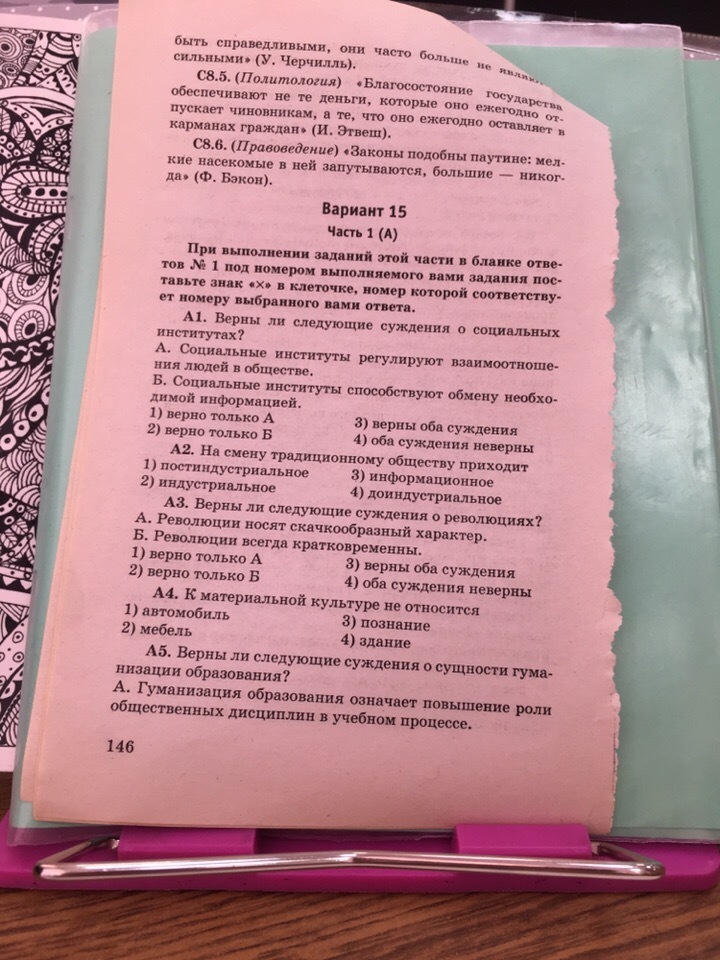 быть справедливыми, они часто больше не
сильными» (У. Черчилль).
С8.5. (Политология) «Благосостояние государства
обеспечивают не те деньги, которые оно ежегодно от-
пускает чиновникам, а те, что оно ежегодно оставляет в
карманах граждан» (И. Этвеш).
С8.6. (Правоведение) «Законы подобны паутине: мел-
кие насекомые в ней запутываются, большие — никог-
да» (Ф. Бэкон).
Вариант 15
Часть 1 (А)
При выполнении заданий этой части в бланке отве-
тов № 1 под номером выполняемого вами задания пос-
тавьте знак «×» в клеточке, номер которой соответству-
ет номеру выбранного вами ответа.
А1. Верны ли следующие суждения о социальных
институтах?
А. Социальные институты регулируют взаимоотноше-
ния людей в обществе.
Б. Социальные институты способствуют обмену необхо-
димой информацией.
1) верно только А 3) верны оба суждения
2) верно только Б 4) оба суждения неверны
А2. На смену традиционному обществу приходит
1) постиндустриальное 3) информационное
2) индустриальное 4) доиндустриальное
А3. Верны ли следующие суждения о революциях?
А. Революции носят скачкообразный характер.
Б. Революции всегда кратковременны.
1) верно только А 3) верны оба суждения
2) верно только Б 4) оба суждения неверны
А4. К материальной культуре не относится
1) автомобиль 3) познание
2) мебель 4) здание
А5. Верны ли следующие суждения о сущности гума-
низации образования?
А. Гуманизация образования означает повышение роли
общественных дисциплин в учебном процессе.
146